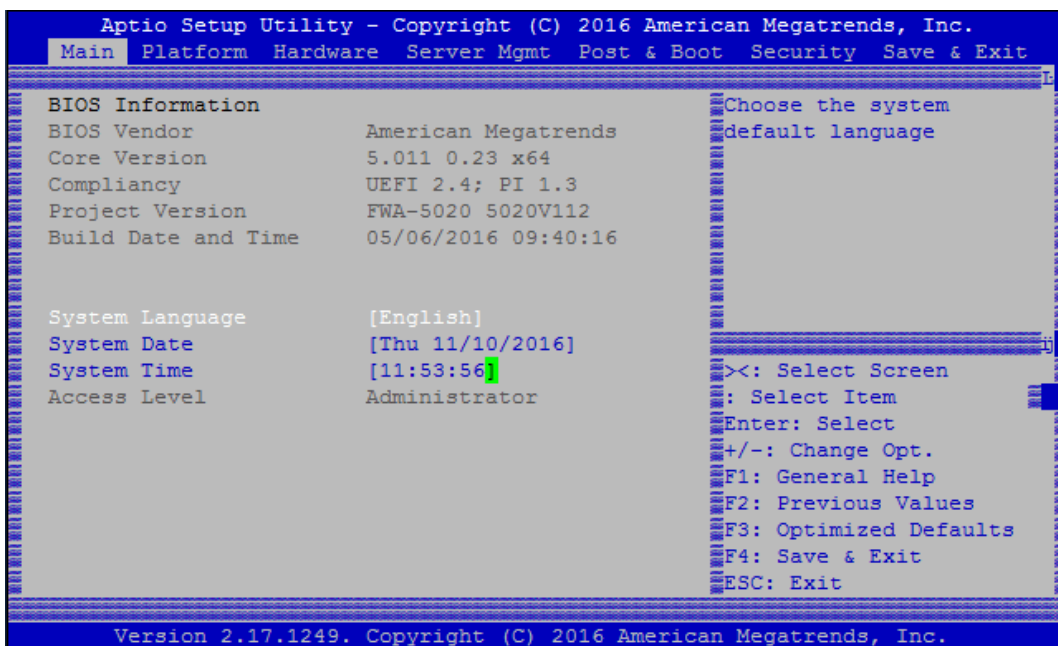 Aptio Setup Utility - Copyright (C) 2016 American Megatrends, Inc.
Main Platform Hardware Server Mgmt Post & Boot Security Save & Exit
BIOS Information
BIOS Vendor American Megatrends
Core Version 5.011 0.23 x64
Compliancy UEFI 2.4; PI 1.3
Project Version FWA-5020 5020V112
Build Date and Time 05/06/2016 09:40:16
System Language [English]
System Date [Thu 11/10/2016]
System Time [11:53:56]
Access Level Administrator
Choose the system
default language
><: Select Screen
: Select Item
Enter: Select
+/-: Change Opt.
F1: General Help
F2: Previous Values
F3: Optimized Defaults
F4: Save & Exit
ESC: Exit
Version 2.17.1249. Copyright (C) 2016 American Megatrends, Inc.